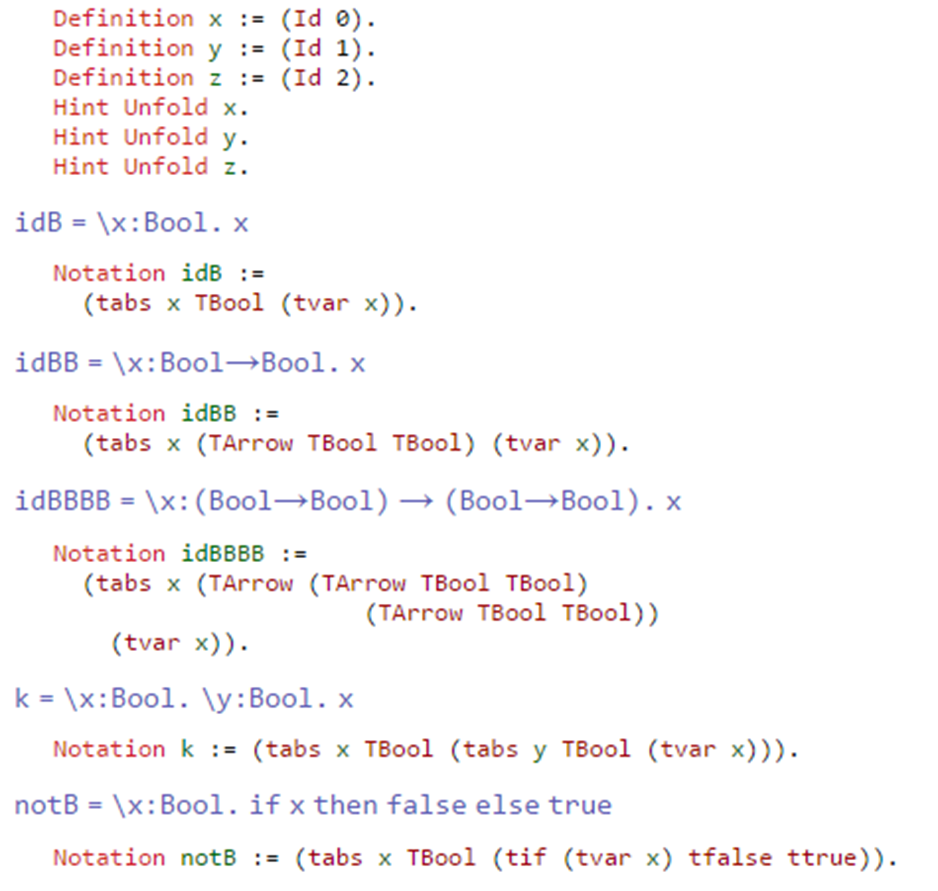 Definition x := (Id 0).
Definition y := (Id 1).
Definition z := (Id 2).
Hint Unfold x.
Hint Unfold y.
Hint Unfold z.
idB = \x:Bool. x
Notation idB :=
(tabs x TBool (tvar x)).
idBB = \x:Bool→Bool. x
Notation idBB :=
(tabs x (TArrow TBool TBool) (tvar x)).
idBBBB = \x:(Bool→Bool) → (Bool→Bool). x
Notation idBBBB :=
(tabs x (TArrow (TArrow TBool TBool)
(TArrow TBool TBool))
(tvar x)).
k = \x:Bool. \y:Bool. x
Notation k := (tabs x TBool (tabs y TBool (tvar x))).
notB = \x:Bool. if x then false else true
Notation notB := (tabs x TBool (tif (tvar x) tfalse ttrue)).